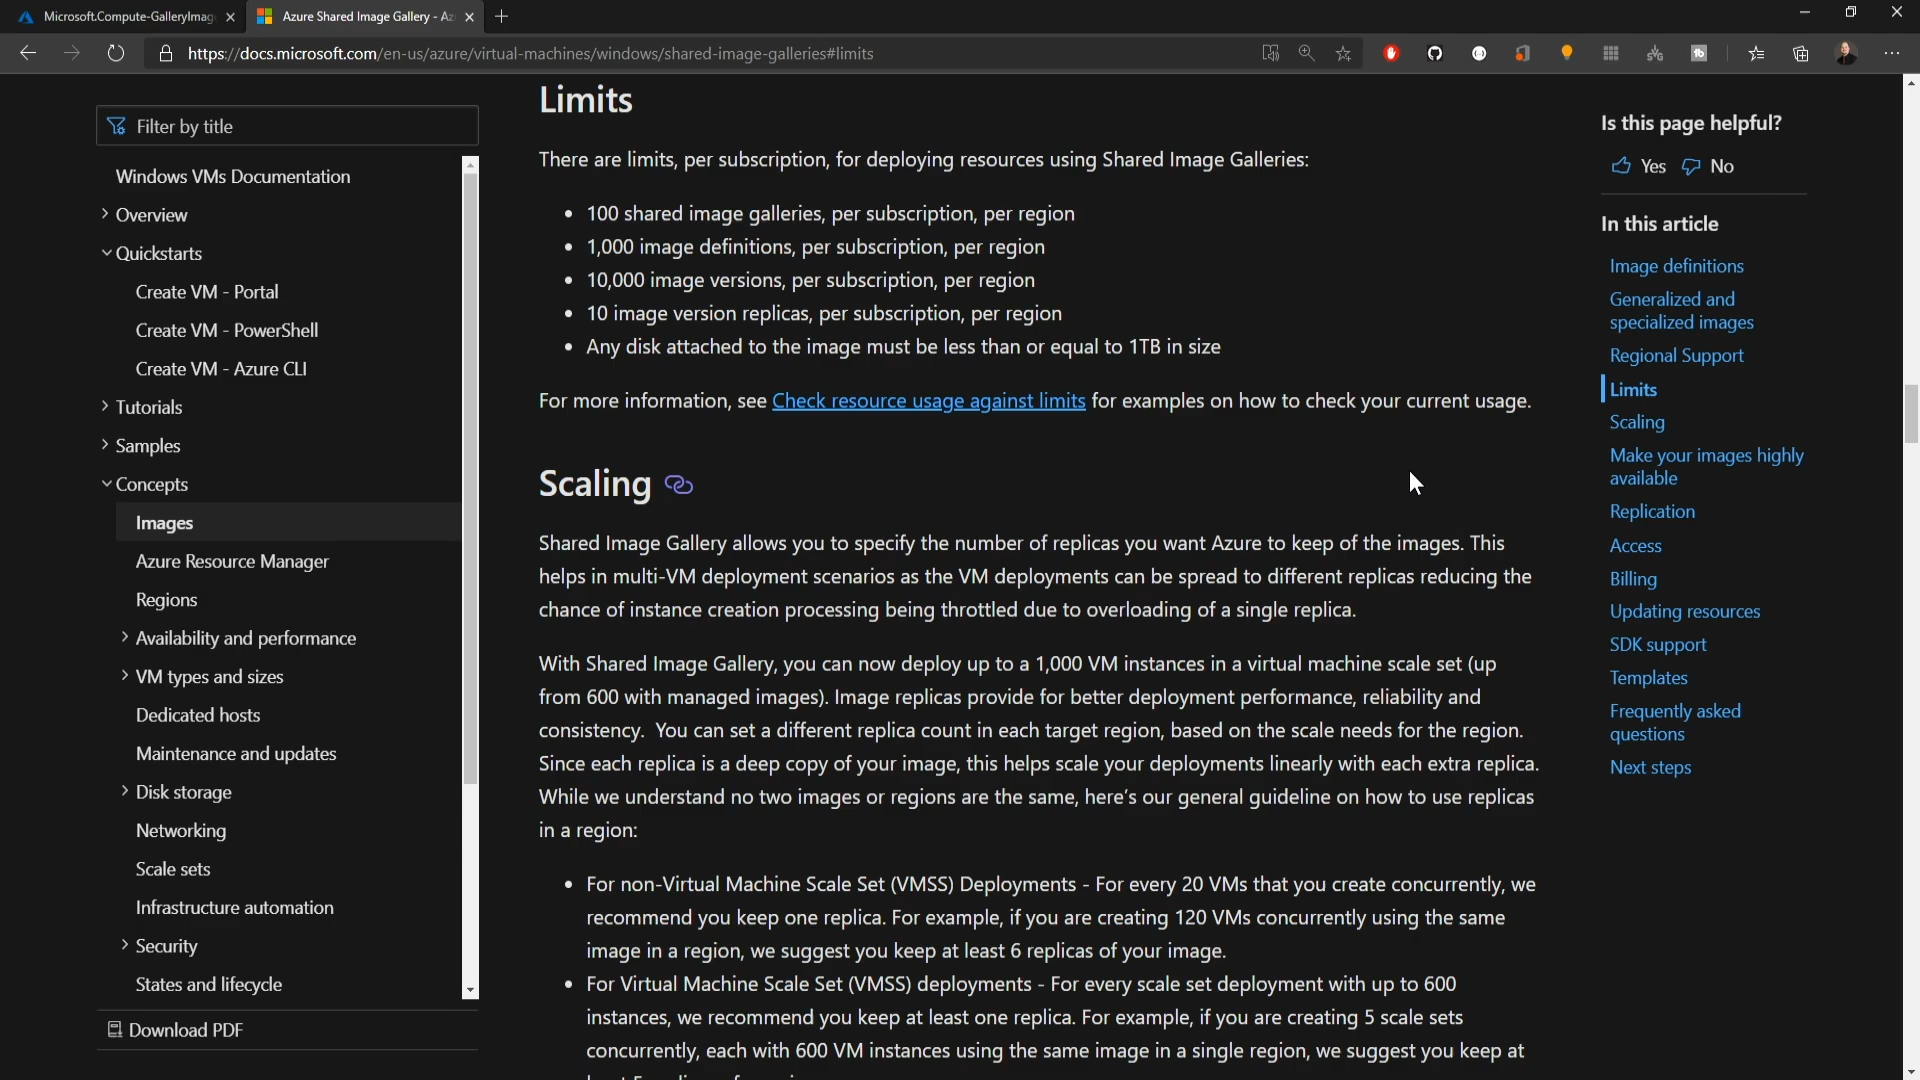 Microsoft.Compute-GalleryImag
Azure Shared Image Gallery - Az
https://docs.microsoft.com/en-us/azure/virtual-machines/windows/shared-image-galleries#limits
Filter by title
Windows VMs Documentation
Overview
Quickstarts
Create VM - Portal
Create VM - PowerShell
Create VM - Azure CLI
Tutorials
Samples
Concepts
Images
Azure Resource Manager
Regions
Availability and performance
VM types and sizes
Dedicated hosts
Maintenance and updates
Disk storage
Networking
Scale sets
Infrastructure automation
Security
States and lifecycle
Download PDF
Limits
There are limits, per subscription, for deploying resources using Shared Image Galleries:
• 100 shared image galleries, per subscription, per region
• 1,000 image definitions, per subscription, per region
• 10,000 image versions, per subscription, per region
• 10 image version replicas, per subscription, per region
• Any disk attached to the image must be less than or equal to 1TB in size
For more information, see Check resource usage against limits for examples on how to check your current usage.
Scaling
Shared Image Gallery allows you to specify the number of replicas you want Azure to keep of the images. This
helps in multi-VM deployment scenarios as the VM deployments can be spread to different replicas reducing the
chance of instance creation processing being throttled due to overloading of a single replica.
With Shared Image Gallery, you can now deploy up to a 1,000 VM instances in a virtual machine scale set (up
from 600 with managed images). Image replicas provide for better deployment performance, reliability and
consistency. You can set a different replica count in each target region, based on the scale needs for the region.
Since each replica is a deep copy of your image, this helps scale your deployments linearly with each extra replica.
While we understand no two images or regions are the same, here's our general guideline on how to use replicas
in a region:
• For non-Virtual Machine Scale Set (VMSS) Deployments - For every 20 VMs that you create concurrently, we
recommend you keep one replica. For example, if you are creating 120 VMs concurrently using the same
image in a region, we suggest you keep at least 6 replicas of your image.
• For Virtual Machine Scale Set (VMSS) deployments - For every scale set deployment with up to 600
instances, we recommend you keep at least one replica. For example, if you are creating 5 scale sets
concurrently, each with 600 VM instances using the same image in a single region, we suggest you keep at
Is this page helpful?
Yes No
In this article
Image definitions
Generalized and
specialized images
Regional Support
Limits
Scaling
Make your images highly
available
Replication
Access
Billing
Updating resources
SDK support
Templates
Frequently asked
questions
Next steps